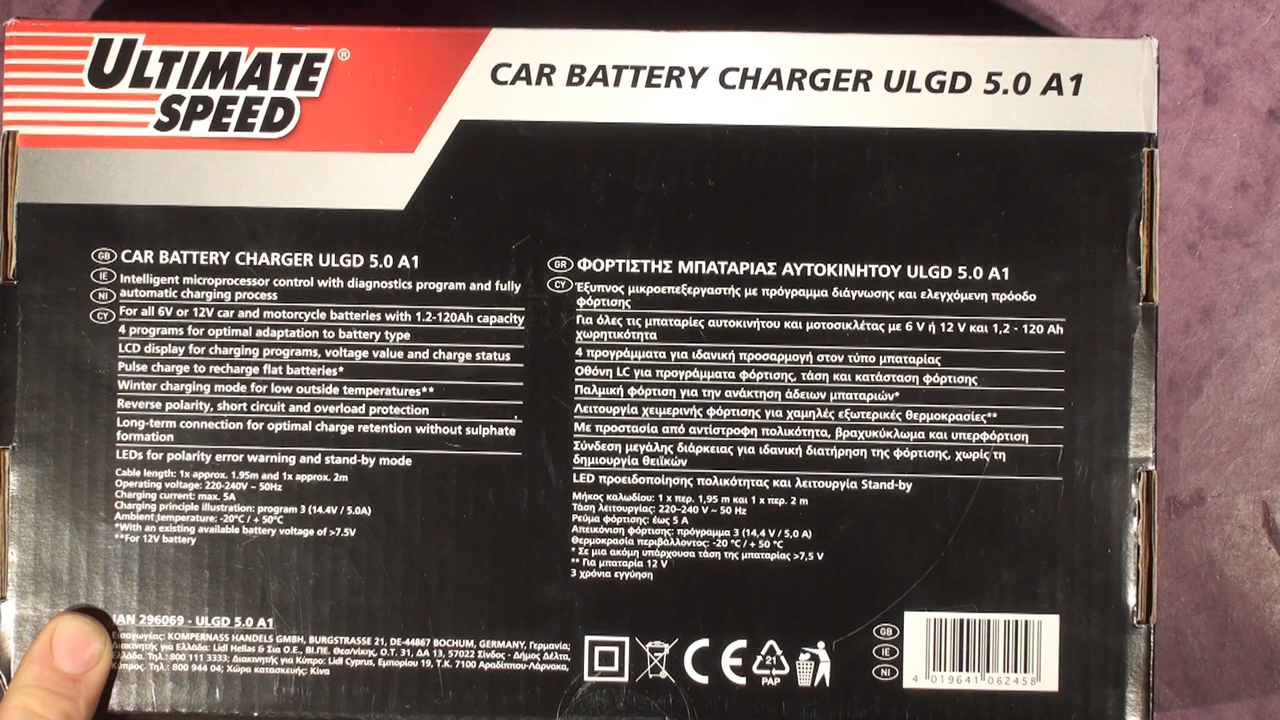 ULTIMATE
SPEED®
CAR BATTERY CHARGER ULGD 5.0 A1
GB
IE
NI
CY
CAR BATTERY CHARGER ULGD 5.0 A1
Intelligent microprocessor control with diagnostics program and fully
automatic charging process
For all 6V or 12V car and motorcycle batteries with 1.2-120Ah capacity
4 programs for optimal adaptation to battery type
LCD display for charging programs, voltage value and charge status
Pulse charge to recharge flat batteries*
Winter charging mode for low outside temperatures**
Reverse polarity, short circuit and overload protection
Long-term connection for optimal charge retention without sulphate
formation
LEDs for polarity error warning and stand-by mode
Cable length: 1x approx. 1.95m and 1x approx. 2m
Operating voltage: 220-240V ~ 50Hz
Charging current: max. 5A
Charging principle illustration: program 3 (14.4V / 5.0A)
Ambient temperature: -20°C / + 50°C
*With an existing available battery voltage of >7.5V
**For 12V battery
GR
CY
ΦΟΡΤΙΣΤΗΣ ΜΠΑΤΑΡΙΑΣ ΑΥΤΟΚΙΝΗΤΟΥ ULGD 5.0 A1
Έξυπνος μικροεπεξεργαστής με πρόγραμμα διάγνωσης και ελεγχόμενη πρόοδο
φόρτισης
Για όλες τις μπαταρίες αυτοκινήτου και μοτοσικλέτας με 6 V ή 12 V και 1,2 - 120 Ah
χωρητικότητα
4 προγράμματα για ιδανική προσαρμογή στον τύπο μπαταρίας
Οθόνη LC για προγράμματα φόρτισης, τάση και κατάσταση φόρτισης
Παλμική φόρτιση για την ανάκτηση άδειων μπαταριών*
Λειτουργία χειμερινής φόρτισης για χαμηλές εξωτερικές θερμοκρασίες**
Με προστασία από αντίστροφη πολικότητα, βραχυκύκλωμα και υπερφόρτιση
Σύνδεση μεγάλης διάρκειας για ιδανική διατήρηση της φόρτισης, χωρίς τη
δημιουργία θειϊκών
LED προειδοποίησης πολικότητας και λειτουργία Stand-by
Μήκος καλωδίου: 1 x περ. 1,95 m και 1 x περ. 2 m
Τάση λειτουργίας: 220–240 V ~ 50 Hz
Ρεύμα φόρτισης: έως 5 A
Απεικόνιση φόρτισης: πρόγραμμα 3 (14,4 V / 5,0 A)
Θερμοκρασία περιβάλλοντος: -20 °C / + 50 °C
* Σε μια ακόμη υπάρχουσα τάση της μπαταρίας >7,5 V
** Για μπαταρία 12 V
3 χρόνια εγγύηση
IAN 296069 - ULGD 5.0 A1
Εισαγωγέας: KOMPERNASS HANDELS GMBH, BURGSTRASSE 21, DE-44867 BOCHUM, GERMANY, Γερμανία;
Διακινητής για Ελλάδα: Lidl Hellas & Σια Ο.Ε., ΒΙ.ΠΕ. Θεσ/νίκης, Ο.Τ. 31, ΔΑ 13, 57022 Σίνδος - Δήμος Δέλτα,
Ελλάδα. Τηλ.: 800 111 3333; Διακινητής για Κύπρο: Lidl Cyprus, Εμπορίου 19, Τ.Κ. 7100 Αραδίππου-Λάρνακα,
Κύπρος. Τηλ.: 800 944 04; Χώρα κατασκευής: Κίνα
CE
21
PAP
GB
IE
NI
4 019641 062458